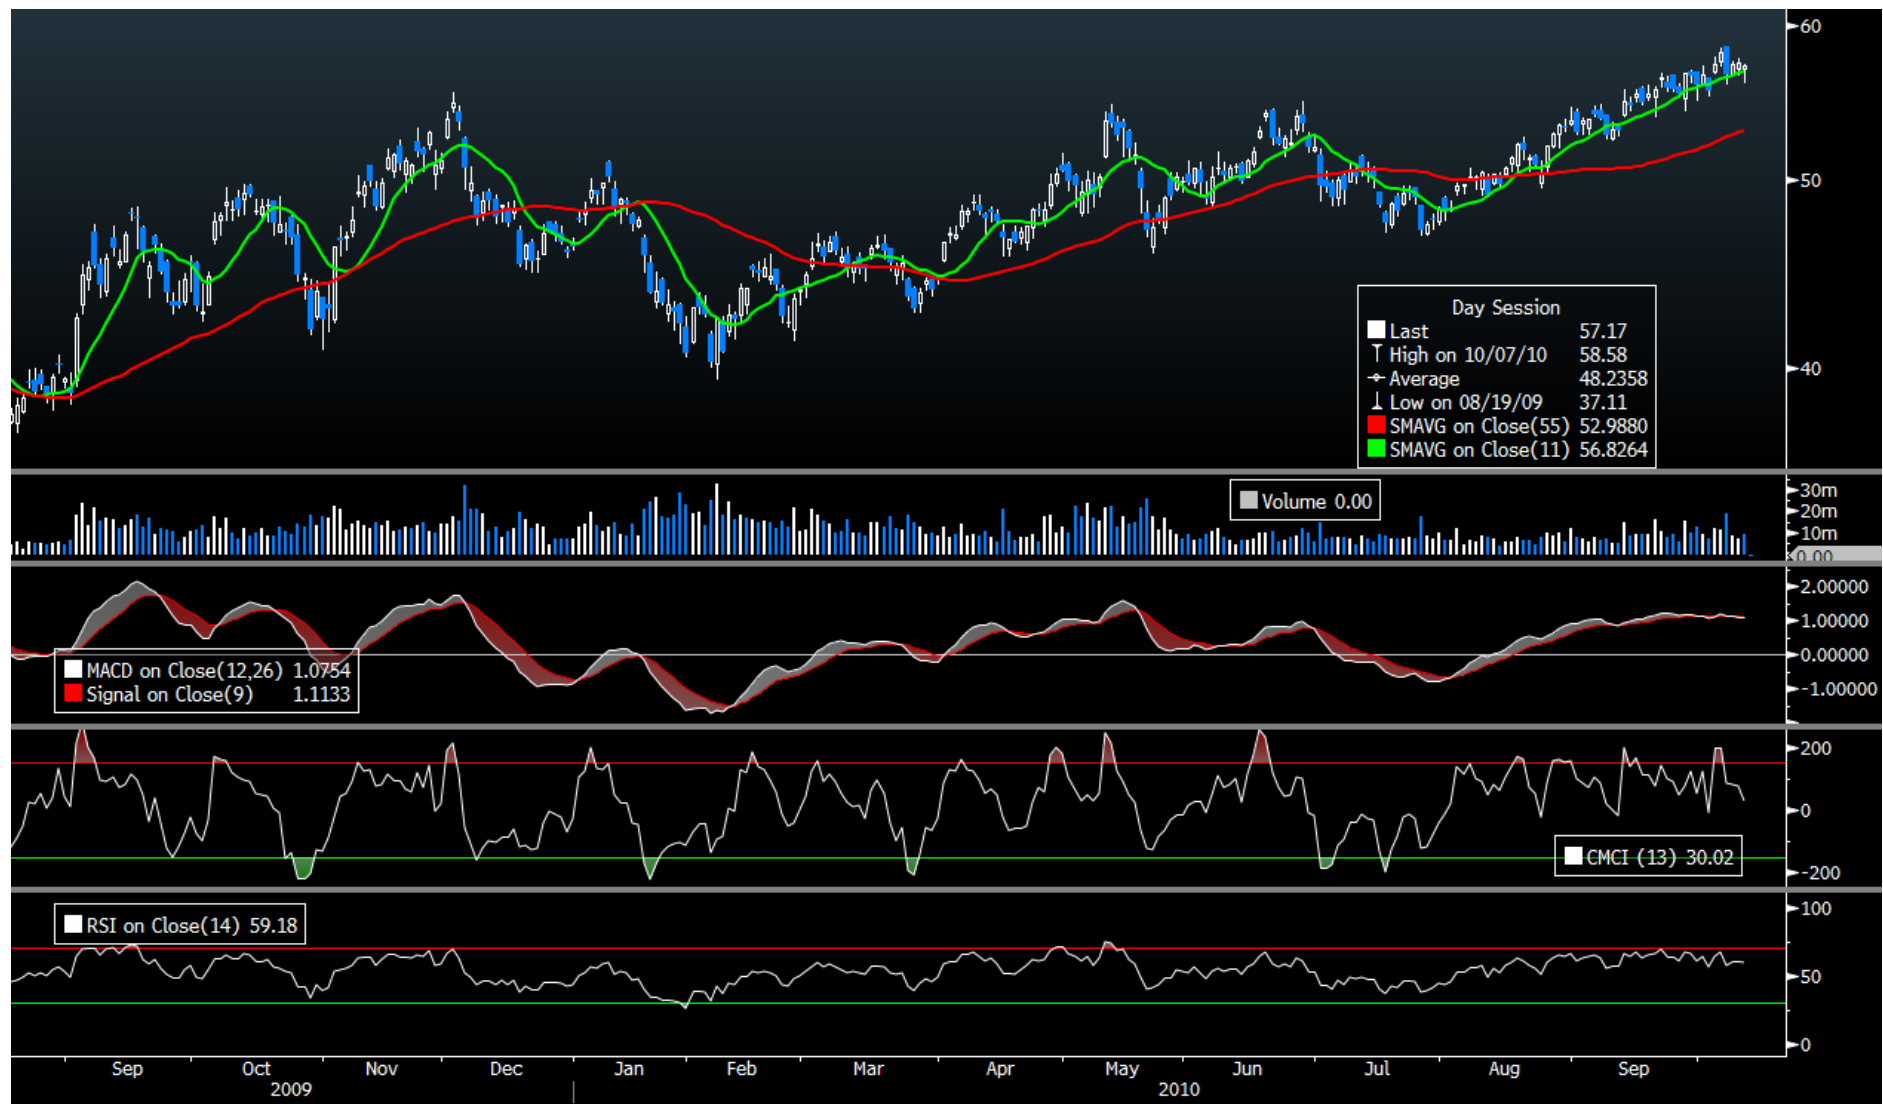 60
50
40
Day Session
Last 57.17
High on 10/07/10 58.58
Average 48.2358
Low on 08/19/09 37.11
SMAVG on Close(55) 52.9880
SMAVG on Close(11) 56.8264
Volume 0.00
30m
20m
10m
0.00
2.00000
1.00000
0.00000
-1.00000
MACD on Close(12,26) 1.0754
Signal on Close(9) 1.1133
200
0
-200
CMCI (13) 30.02
RSI on Close(14) 59.18
100
50
0
Sep Oct Nov Dec Jan Feb Mar Apr May Jun Jul Aug Sep
2009 2010